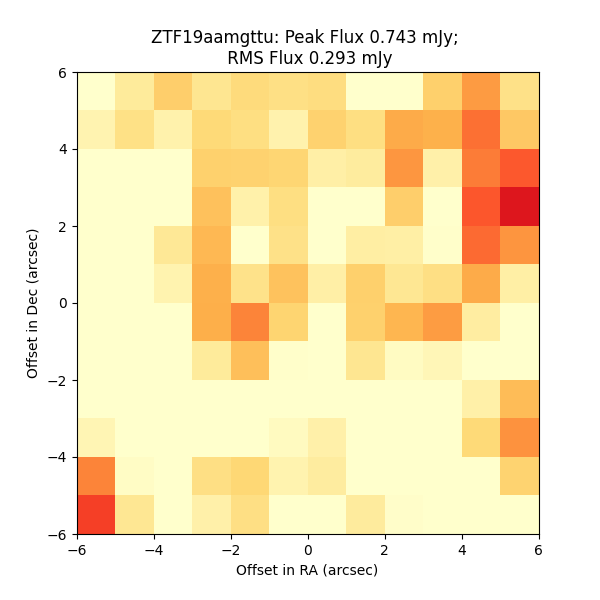 ZTF19aamgttu: Peak Flux 0.743 mJy;
RMS Flux 0.293 mJy
6
4
2
0
−2
−4
−6
Offset in Dec (arcsec)
−6 −4 −2 0 2 4 6
Offset in RA (arcsec)